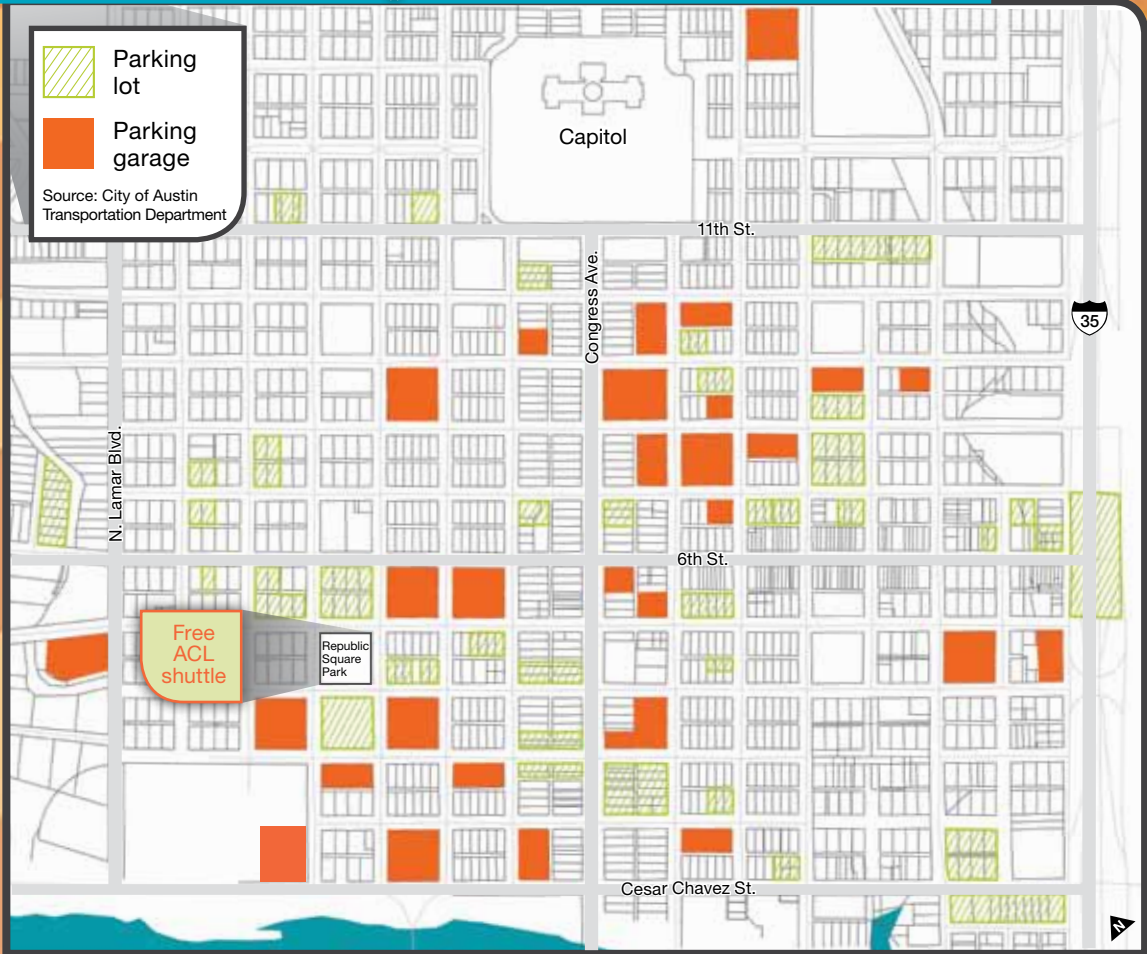 Parking
lot
Parking
garage
Source: City of Austin
Transportation Department
Capitol
11th St.
Congress Ave.
35
N. Lamar Blvd.
6th St.
Free
ACL
shuttle
Republic
Square
Park
Cesar Chavez St.
N